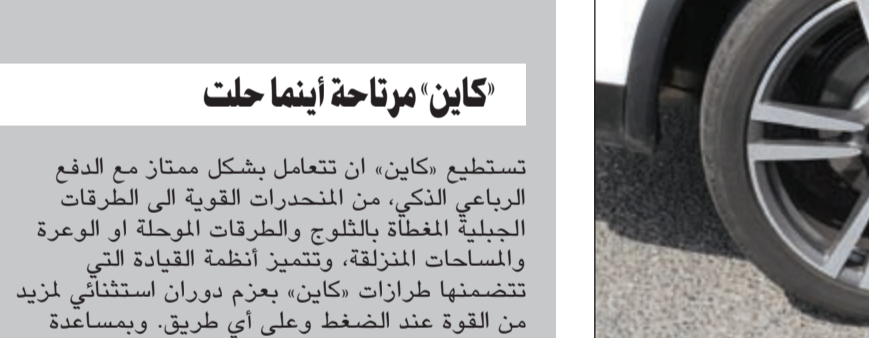 «كاين» مرتاحة أينما حلت
تستطيع «كاين» ان تتعامل بشكل ممتاز مع الدفع
الرباعي الذكي، من المنحدرات القوية الى الطرقات
الجبلية المغطاة بالثلوج والطرقات الموحلة او الوعرة
والمساحات المنزلقة، وتتميز أنظمة القيادة التي
تتضمنها طرازات «كاين» بعزم دوران استثنائي لمزيد
من القوة عند الضغط وعلى أي طريق. وبمساعدة